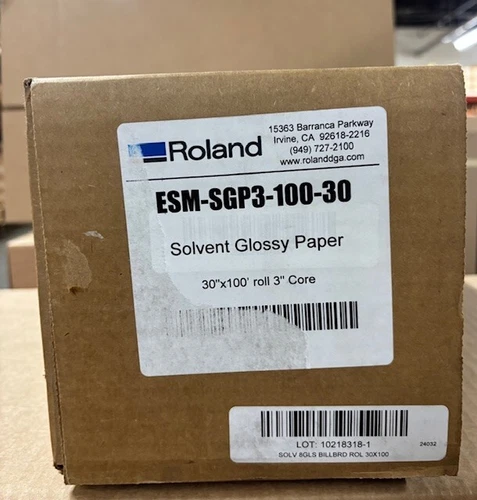 Roland
15363 Barranca Parkway
Irvine, CA 92618-2216
(949) 727-2100
www.rolanddga.com
ESM-SGP3-100-30
Solvent Glossy Paper
30"x100' roll 3" Core
LOT: 10218318-1
24032
SOLV 8GLS BILLBRD ROL 30X100